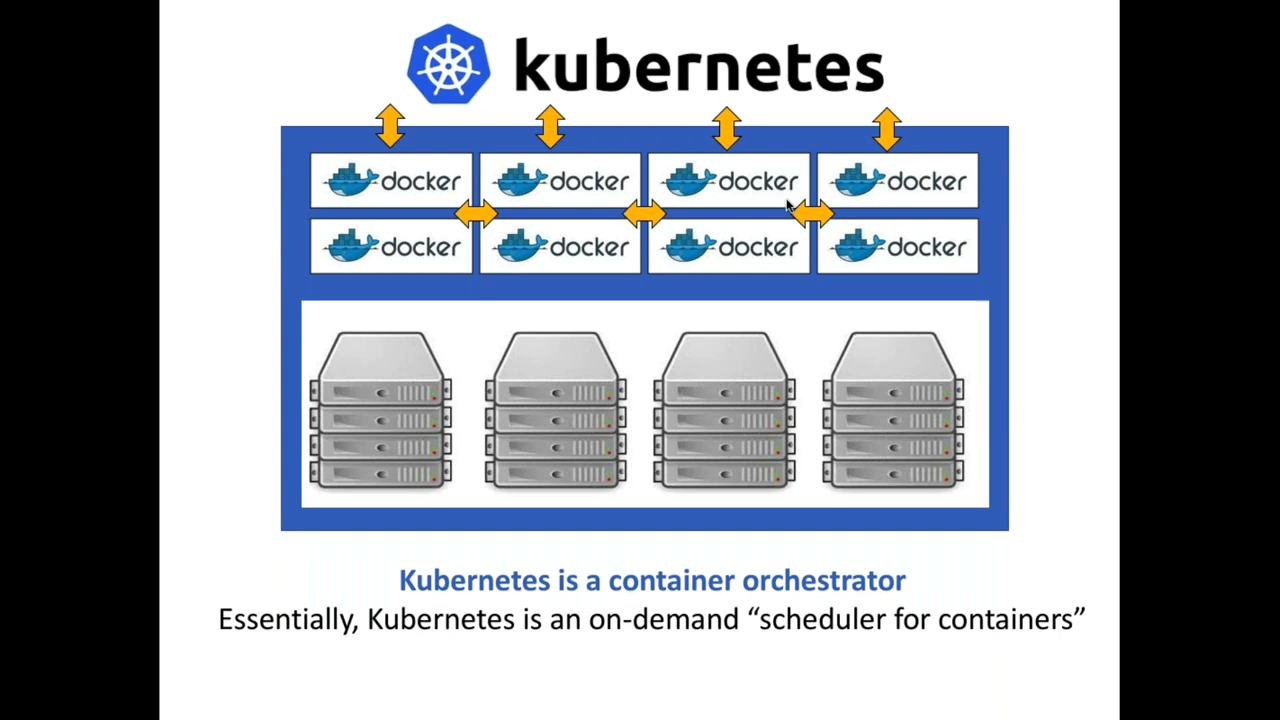 kubernetes
docker docker docker docker
docker docker docker docker
Kubernetes is a container orchestrator
Essentially, Kubernetes is an on-demand “scheduler for containers”